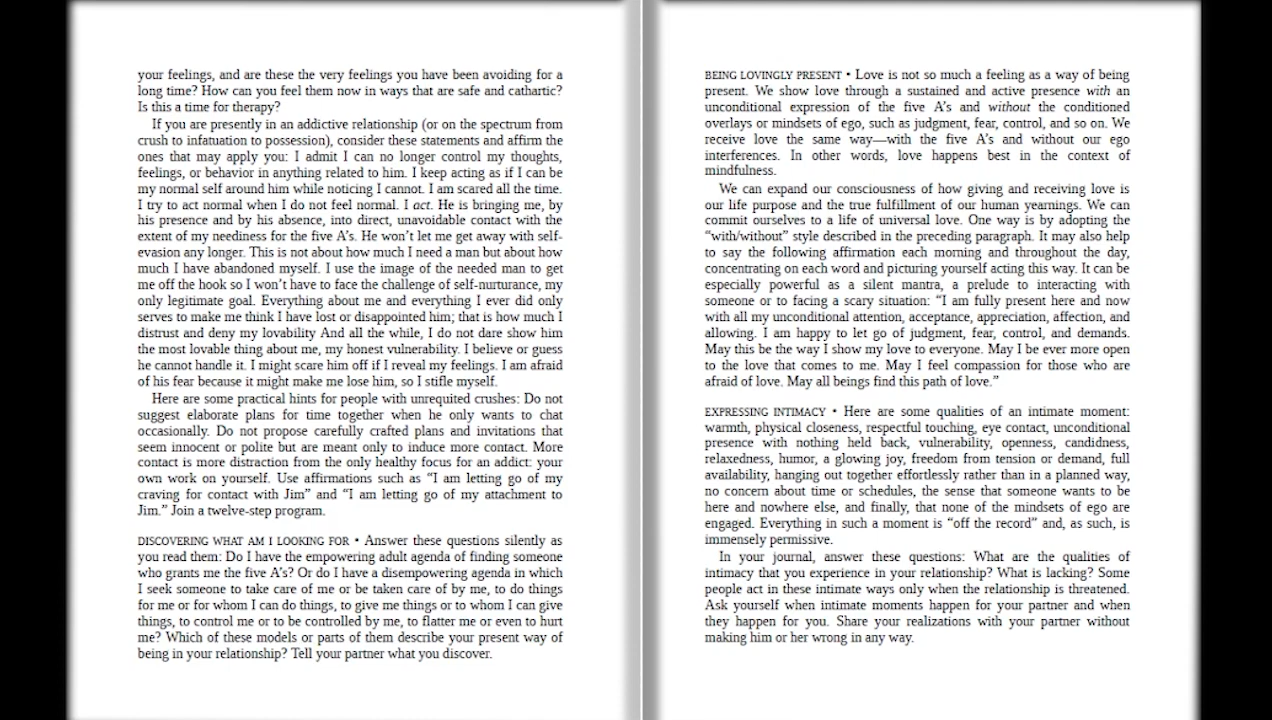 your feelings, and are these the very feelings you have been avoiding for a
long time? How can you feel them now in ways that are safe and cathartic?
Is this a time for therapy?
If you are presently in an addictive relationship (or on the spectrum from
crush to infatuation to possession), consider these statements and affirm the
ones that may apply you: I admit I can no longer control my thoughts,
feelings, or behavior in anything related to him. I keep acting as if I can be
my normal self around him while noticing I cannot. I am scared all the time.
I try to act normal when I do not feel normal. I act. He is bringing me, by
his presence and by his absence, into direct, unavoidable contact with the
extent of my neediness for the five A’s. He won’t let me get away with self-
evasion any longer. This is not about how much I need a man but about how
much I have abandoned myself. I use the image of the needed man to get
me off the hook so I won’t have to face the challenge of self-nurturance, my
only legitimate goal. Everything about me and everything I ever did only
serves to make me think I have lost or disappointed him; that is how much I
distrust and deny my lovability And all the while, I do not dare show him
the most lovable thing about me, my honest vulnerability. I believe or guess
he cannot handle it. I might scare him off if I reveal my feelings. I am afraid
of his fear because it might make me lose him, so I stifle myself.
Here are some practical hints for people with unrequited crushes: Do not
suggest elaborate plans for time together when he only wants to chat
occasionally. Do not propose carefully crafted plans and invitations that
seem innocent or polite but are meant only to induce more contact. More
contact is more distraction from the only healthy focus for an addict: your
own work on yourself. Use affirmations such as “I am letting go of my
craving for contact with Jim” and “I am letting go of my attachment to
Jim.” Join a twelve-step program.
DISCOVERING WHAT AM I LOOKING FOR • Answer these questions silently as
you read them: Do I have the empowering adult agenda of finding someone
who grants me the five A’s? Or do I have a disempowering agenda in which
I seek someone to take care of me or be taken care of by me, to do things
for me or for whom I can do things, to give me things or to whom I can give
things, to control me or to be controlled by me, to flatter me or even to hurt
me? Which of these models or parts of them describe your present way of
being in your relationship? Tell your partner what you discover.
BEING LOVINGLY PRESENT • Love is not so much a feeling as a way of being
present. We show love through a sustained and active presence with an
unconditional expression of the five A’s and without the conditioned
overlays or mindsets of ego, such as judgment, fear, control, and so on. We
receive love the same way—with the five A’s and without our ego
interferences. In other words, love happens best in the context of
mindfulness.
We can expand our consciousness of how giving and receiving love is
our life purpose and the true fulfillment of our human yearnings. We can
commit ourselves to a life of universal love. One way is by adopting the
“with/without” style described in the preceding paragraph. It may also help
to say the following affirmation each morning and throughout the day,
concentrating on each word and picturing yourself acting this way. It can be
especially powerful as a silent mantra, a prelude to interacting with
someone or to facing a scary situation: “I am fully present here and now
with all my unconditional attention, acceptance, appreciation, affection, and
allowing. I am happy to let go of judgment, fear, control, and demands.
May this be the way I show my love to everyone. May I be ever more open
to the love that comes to me. May I feel compassion for those who are
afraid of love. May all beings find this path of love.”
EXPRESSING INTIMACY • Here are some qualities of an intimate moment:
warmth, physical closeness, respectful touching, eye contact, unconditional
presence with nothing held back, vulnerability, openness, candidness,
relaxedness, humor, a glowing joy, freedom from tension or demand, full
availability, hanging out together effortlessly rather than in a planned way,
no concern about time or schedules, the sense that someone wants to be
here and nowhere else, and finally, that none of the mindsets of ego are
engaged. Everything in such a moment is “off the record” and, as such, is
immensely permissive.
In your journal, answer these questions: What are the qualities of
intimacy that you experience in your relationship? What is lacking? Some
people act in these intimate ways only when the relationship is threatened.
Ask yourself when intimate moments happen for your partner and when
they happen for you. Share your realizations with your partner without
making him or her wrong in any way.